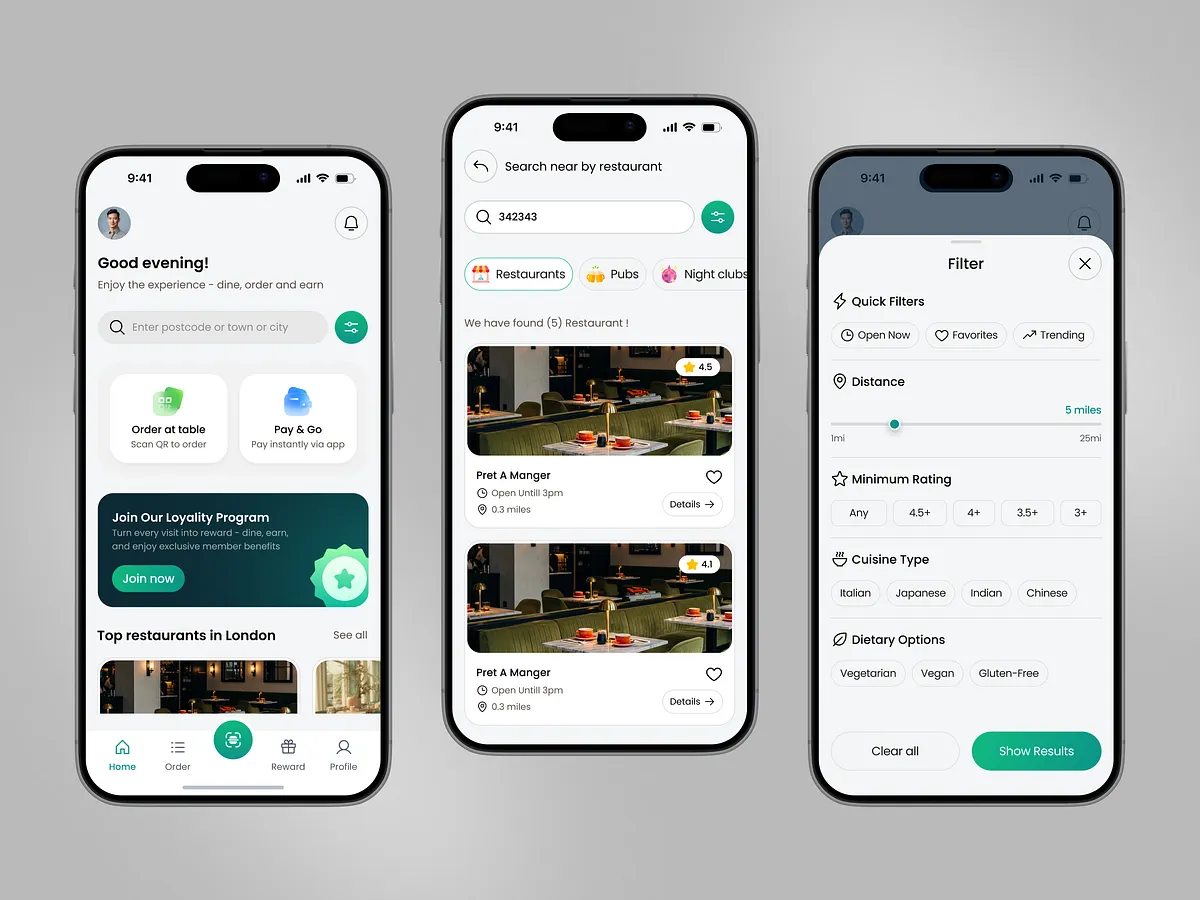 9:41
Good evening!
Enjoy the experience - dine, order and earn
Enter postcode or town or city
Order at table
Scan QR to order
Pay & Go
Pay instantly via app
Join Our Loyality Program
Turn every visit into reward - dine, earn,
and enjoy exclusive member benefits
Join now
Top restaurants in London
See all
Home
Order
Reward
Profile
9:41
Search near by restaurant
342343
Restaurants
Pubs
Night clubs
We have found (5) Restaurant !
4.5
Pret A Manger
Open Untill 3pm
0.3 miles
Details
4.1
Pret A Manger
Open Untill 3pm
0.3 miles
Details
9:41
Filter
Quick Filters
Open Now
Favorites
Trending
Distance
5 miles
1mi
25mi
Minimum Rating
Any
4.5+
4+
3.5+
3+
Cuisine Type
Italian
Japanese
Indian
Chinese
Dietary Options
Vegetarian
Vegan
Gluten-Free
Clear all
Show Results